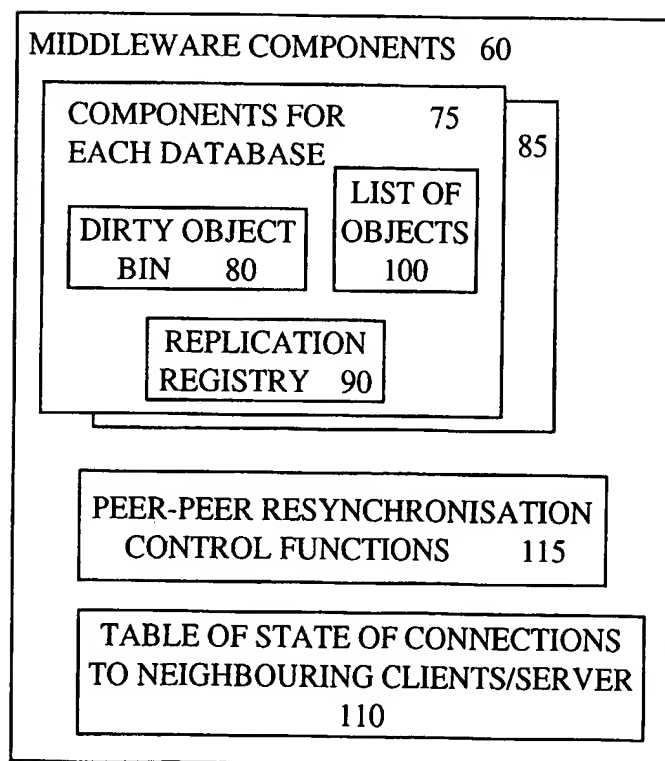 MIDDLEWARE COMPONENTS 60
COMPONENTS FOR 75
EACH DATABASE
85
LIST OF
OBJECTS
100
DIRTY OBJECT
BIN 80
REPLICATION
REGISTRY 90
PEER-PEER RESYNCHRONISATION
CONTROL FUNCTIONS 115
TABLE OF STATE OF CONNECTIONS
TO NEIGHBOURING CLIENTS/SERVER
110